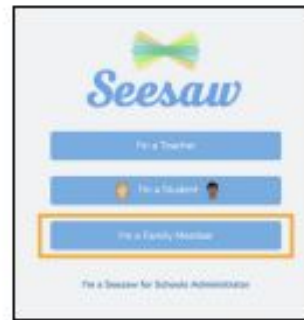 Seesaw
I'm a Teacher
I'm a Student
I'm a Family Member
I'm a Seesaw for Schools Administrator